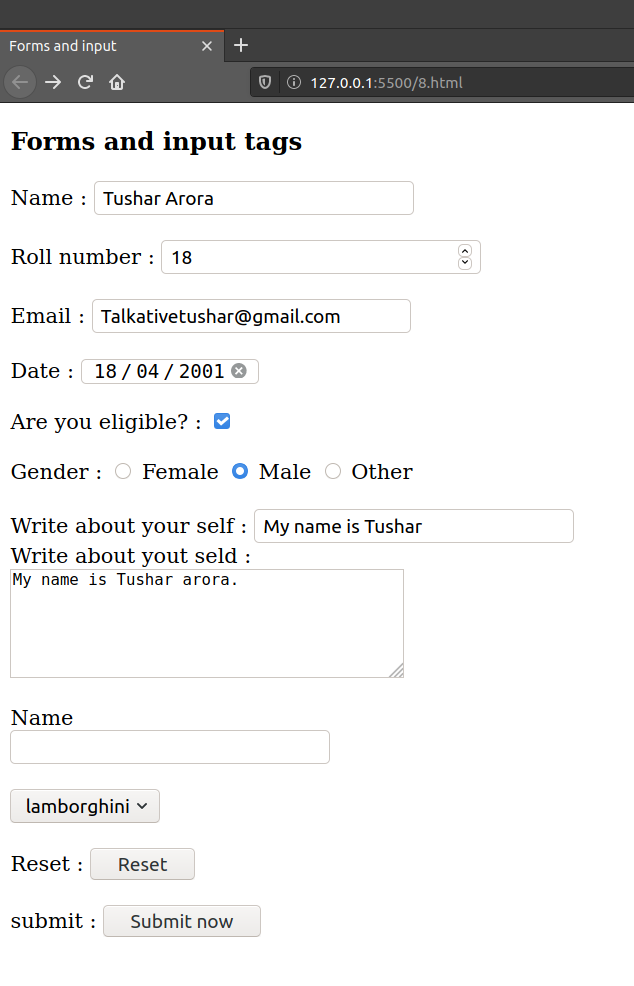 Forms and input
127.0.0.1:5500/8.html
Forms and input tags
Name : Tushar Arora
Roll number : 18
Email : Talkativetushar@gmail.com
Date : 18 / 04 / 2001
Are you eligible? :
Gender : Female Male Other
Write about your self : My name is Tushar
Write about yout seld :
My name is Tushar arora.
Name
lamborghini
Reset : Reset
submit : Submit now